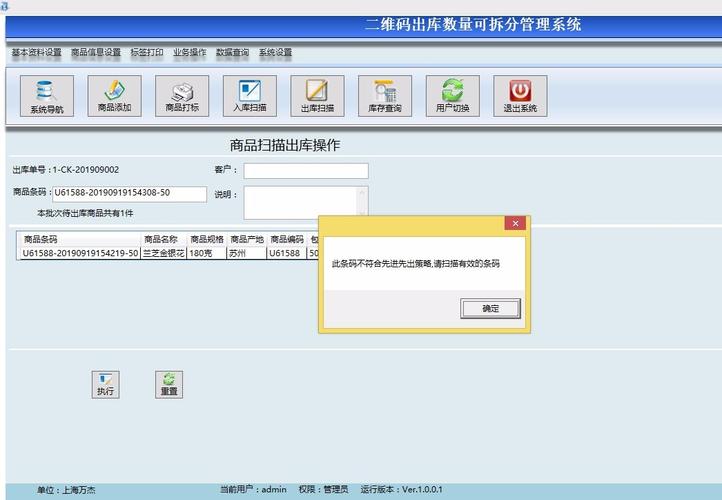 二维码出库数量可拆分管理系统
基本资料设置 商品信息设置 标签打印 业务操作 数据查询 系统设置
系统导航 商品添加 商品打标 入库扫描 出库扫描 库存查询 用户切换 退出系统
商品扫描出库操作
出库单号：1-CK-201909002 客户：
商品条码： U61588-20190919154308-50 说明：
本批次待出库商品共有1件
商品条码 商品名称 商品规格 商品产地 商品编码 包
U61588-20190919154219-50 兰芝金银花 180克 苏州 U61588 50
此条码不符合先进先出策略,请扫描有效的条码
确定
执行 重置
单位：上海万杰 当前用户：admin 权限：管理员 运行版本：Ver.1.0.0.1